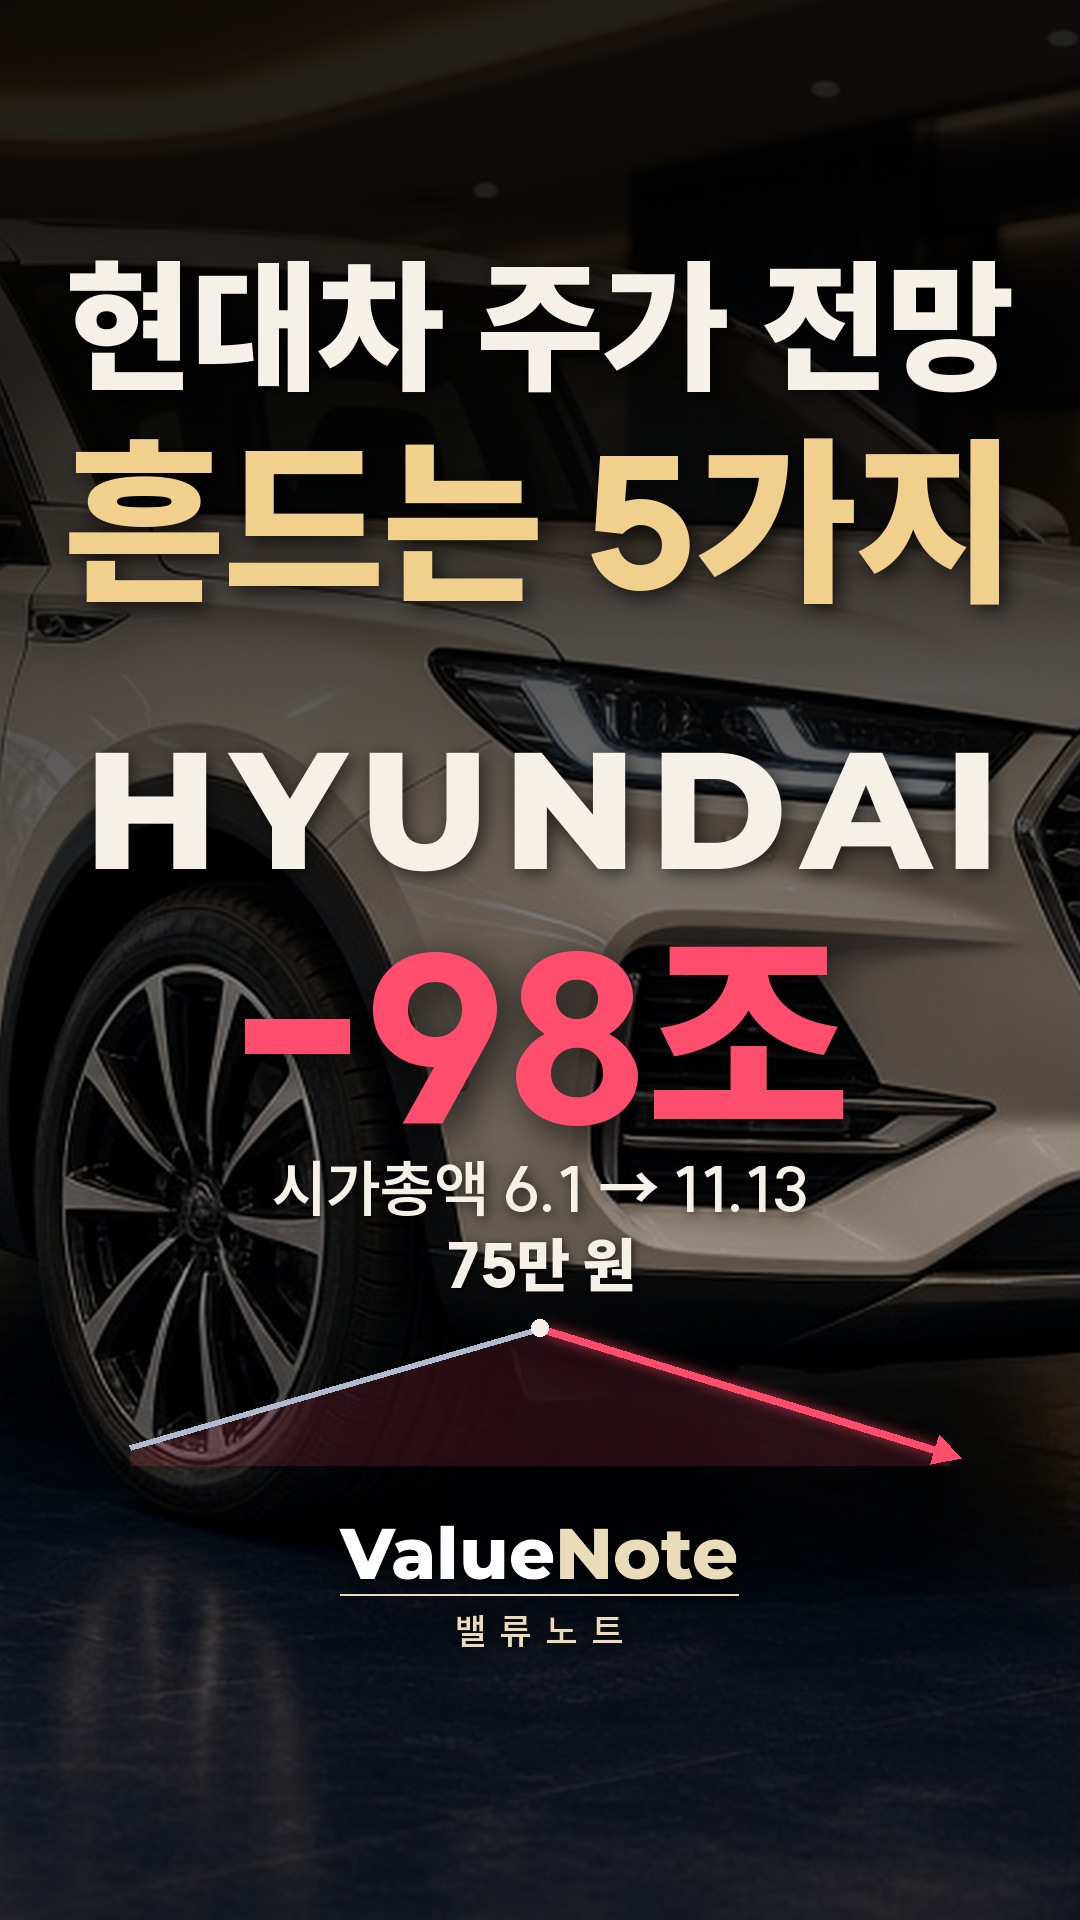 현대차 주가 전망
흔드는 5가지
HYUNDAI
-98조
시가총액 6.1 → 11.13
75만 원
ValueNote
밸류노트